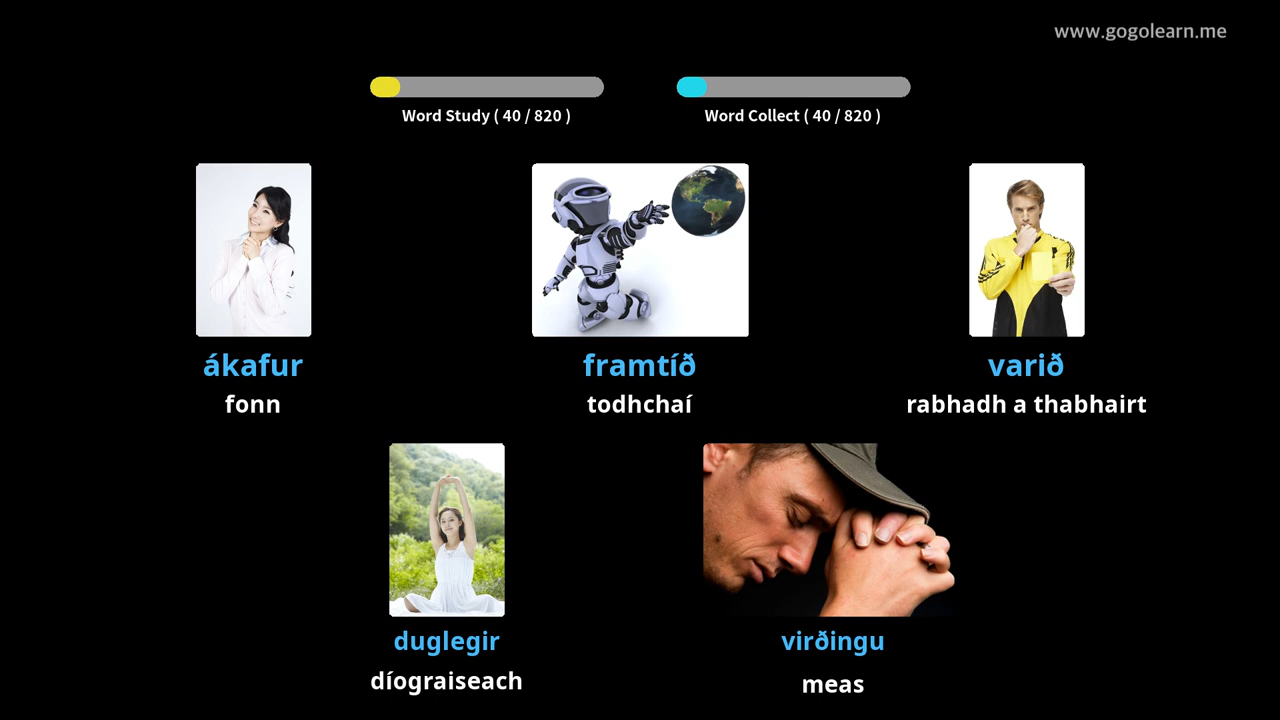 www.gogolearn.me
Word Study ( 40 / 820 )
Word Collect ( 40 / 820 )
ákafur
fonn
framtíð
todhchaí
varið
rabhadh a thabhairt
duglegir
díograiseach
virðingu
meas